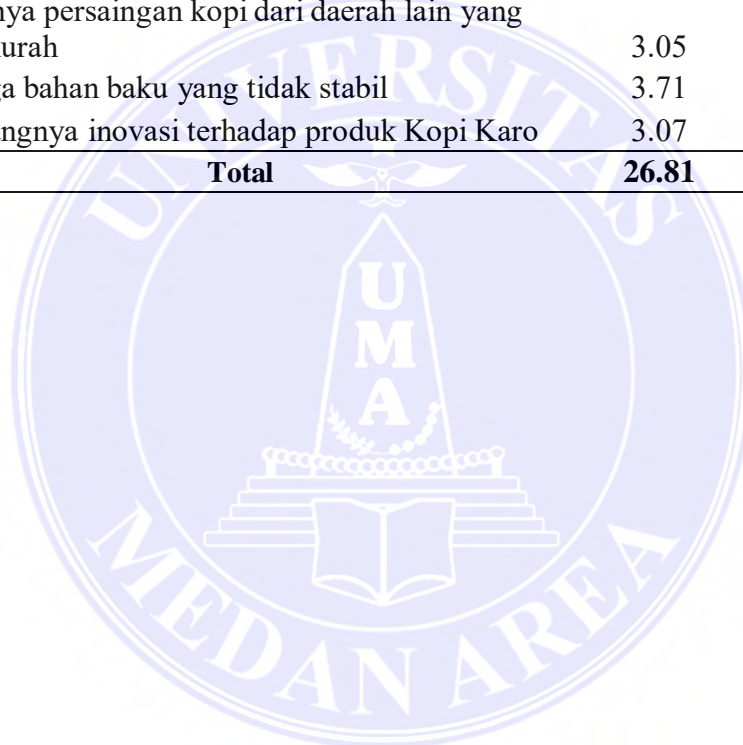 nya persaingan kopi dari daerah lain yang
urah 3.05
a bahan baku yang tidak stabil 3.71
ngnya inovasi terhadap produk Kopi Karo 3.07
Total 26.81
UNIVERSITAS
UMA
MEDAN AREA